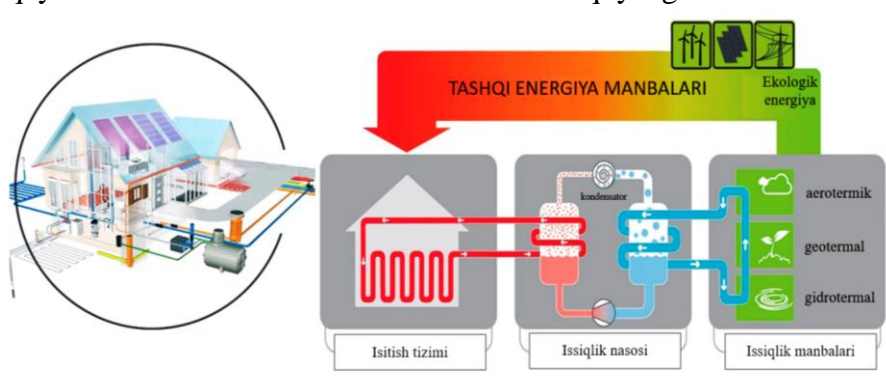 TASHQI ENERGIYA MANBALARI
Ekologik
energiya
kondensator
aerotermik
geotermal
gidrotermal
Isitish tizimi
Issiqlik nasosi
Issiqlik manbalari